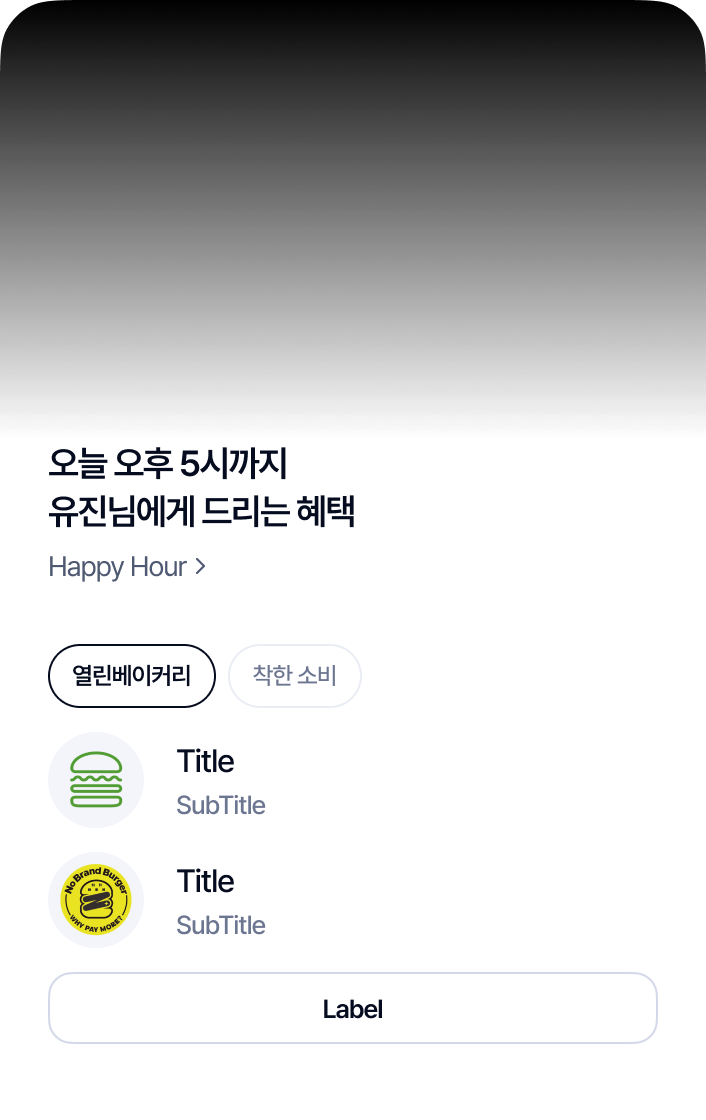 오늘 오후 5시까지
유진님에게 드리는 혜택
Happy Hour
열린베이커리
착한 소비
Title
SubTitle
No Brand Burger
WHY PAY MORE?
Title
SubTitle
Label